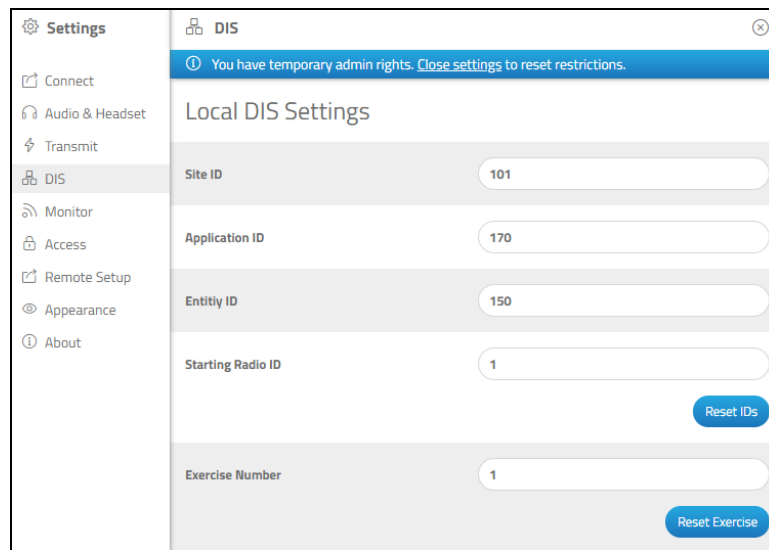 Settings
Connect
Audio & Headset
Transmit
DIS
Monitor
Access
Remote Setup
Appearance
About
DIS
You have temporary admin rights. Close settings to reset restrictions.
Local DIS Settings
Site ID 101
Application ID 170
Entitiy ID 150
Starting Radio ID 1
Reset IDs
Exercise Number 1
Reset Exercise